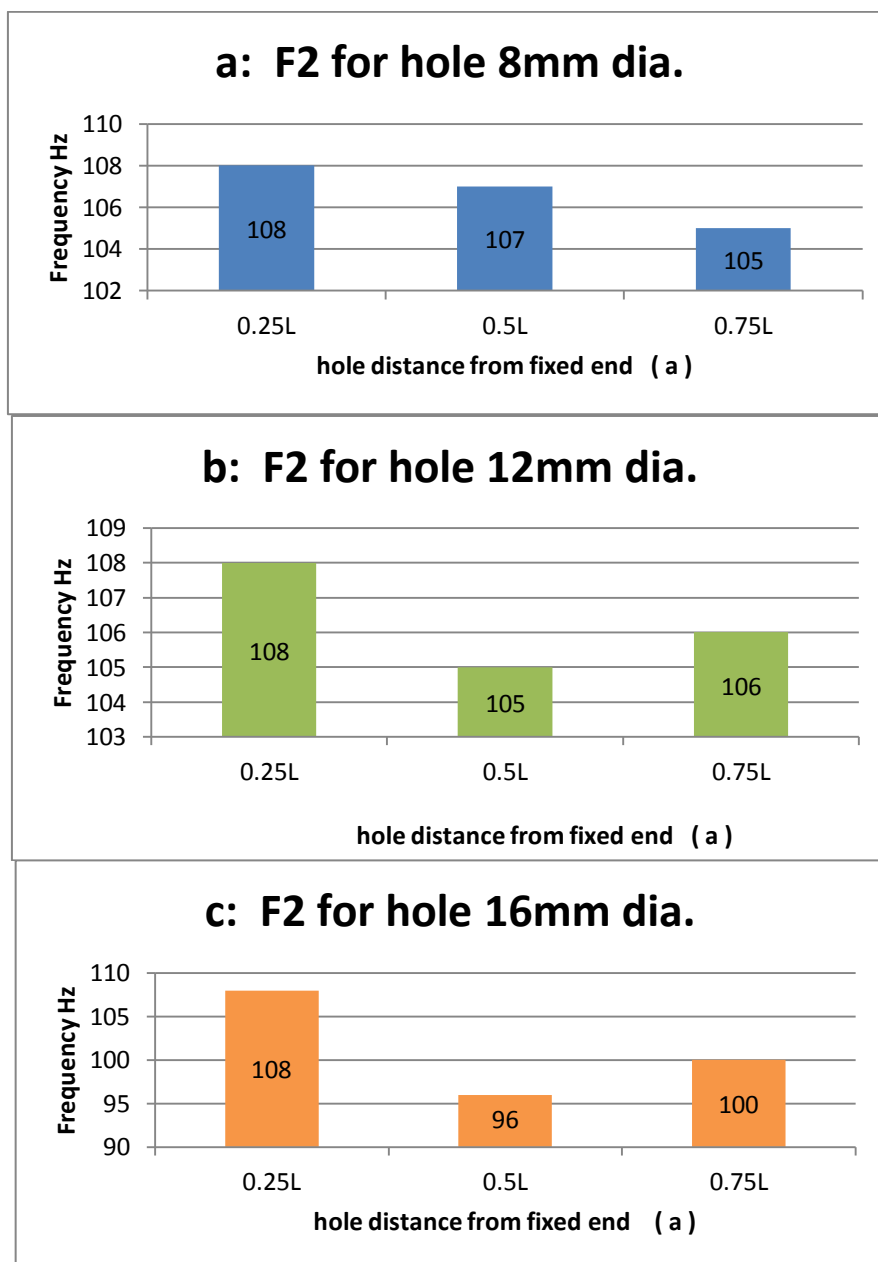 a: F2 for hole 8mm dia.
Frequency Hz
110
108
106
104
102
108
107
105
0.25L 0.5L 0.75L
hole distance from fixed end ( a )
b: F2 for hole 12mm dia.
Frequency Hz
109
108
107
106
105
104
103
108
105
106
0.25L 0.5L 0.75L
hole distance from fixed end ( a )
c: F2 for hole 16mm dia.
Frequency Hz
110
105
100
95
90
108
96
100
0.25L 0.5L 0.75L
hole distance from fixed end ( a )